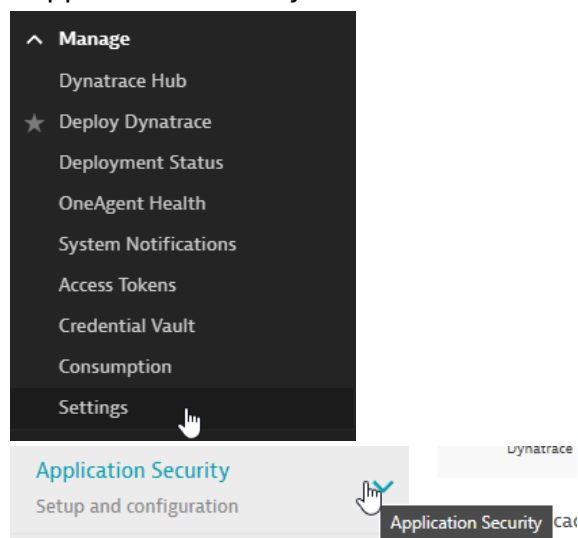 Manage
Dynatrace Hub
Deploy Dynatrace
Deployment Status
OneAgent Health
System Notifications
Access Tokens
Credential Vault
Consumption
Settings
Dynatrace
Application Security
Setup and configuration
Application Security